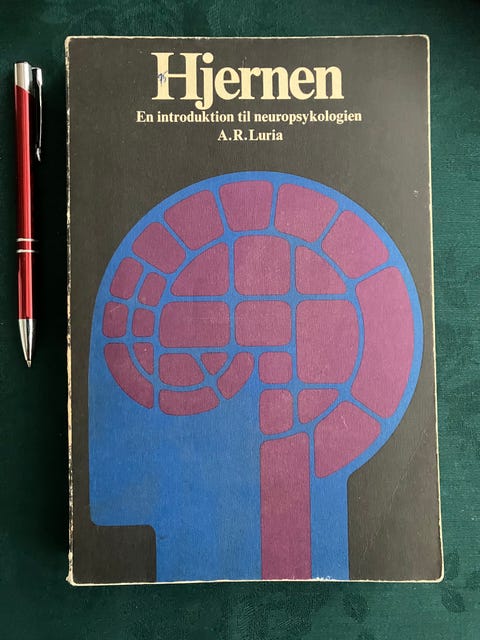 Hjernen
En introduktion til neuropsykologien
A.R.Luria